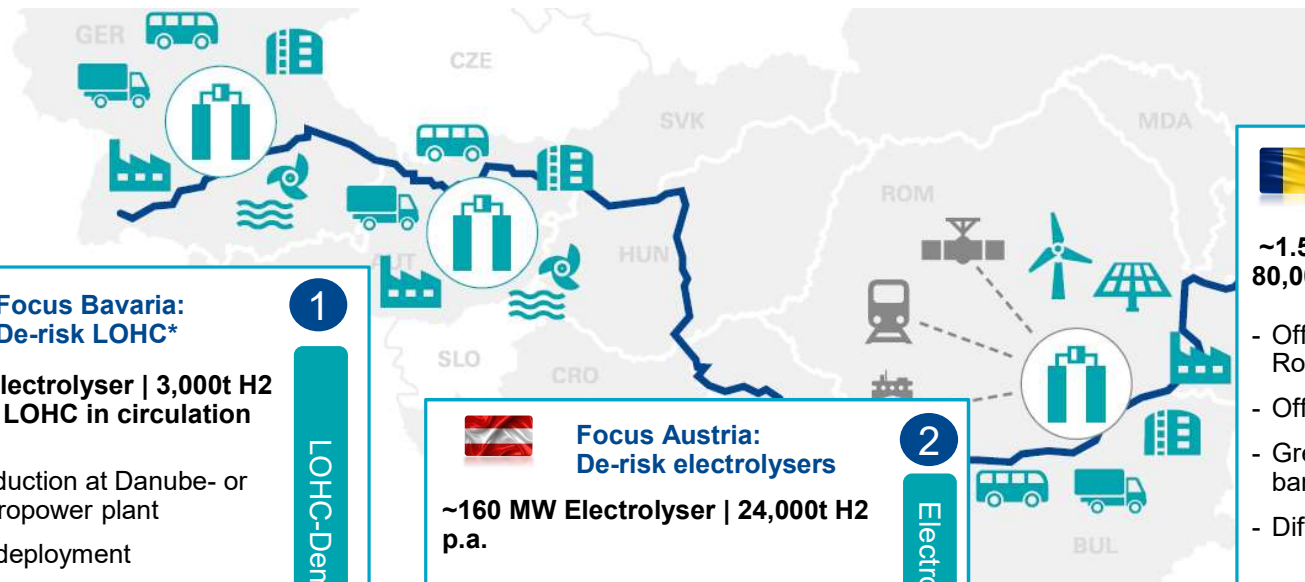 GER
CZE
SVK
MDA
ROM
HUN
SLO
CRO
BUL
Focus Bavaria:
De-risk LOHC*
1
lectrolyser | 3,000t H2
LOHC in circulation
duction at Danube- or
ropower plant
deployment
LOHC-Den
Focus Austria:
De-risk electrolysers
2
~160 MW Electrolyser | 24,000t H2
p.a.
Electro
~1.5
80,00
- Off
Ro
- Off
- Gre
bar
- Dif